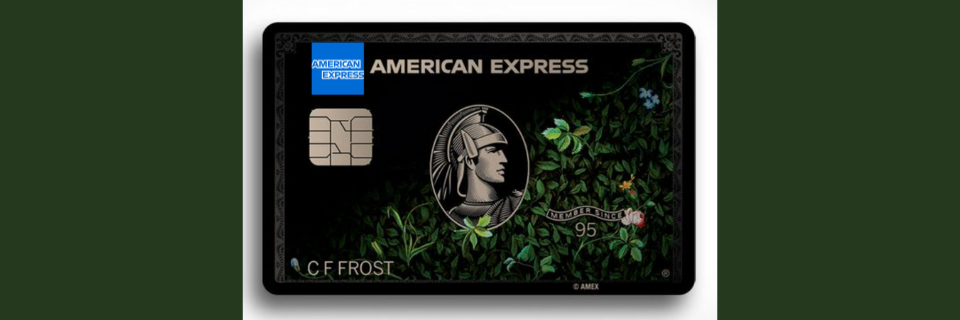 AMERICAN
EXPRESS
AMERICAN EXPRESS
MEMBER SINCE
95
C F FROST
®
© AMEX